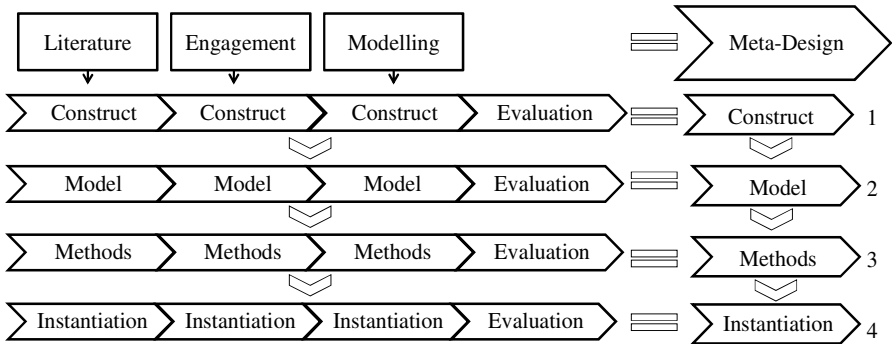 Literature Engagement Modelling Meta-Design
Construct Construct Construct Evaluation Construct 1
Model Model Model Evaluation Model 2
Methods Methods Methods Evaluation Methods 3
Instantiation Instantiation Instantiation Evaluation Instantiation 4